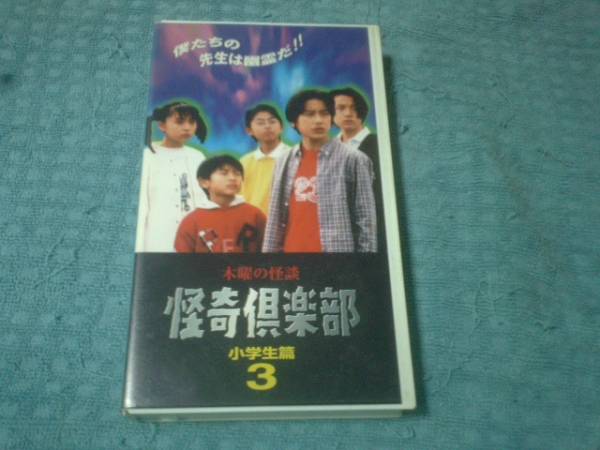 僕たちの
先生は幽霊だ!!
木曜の怪談
怪奇倶楽部
小学生篇
3